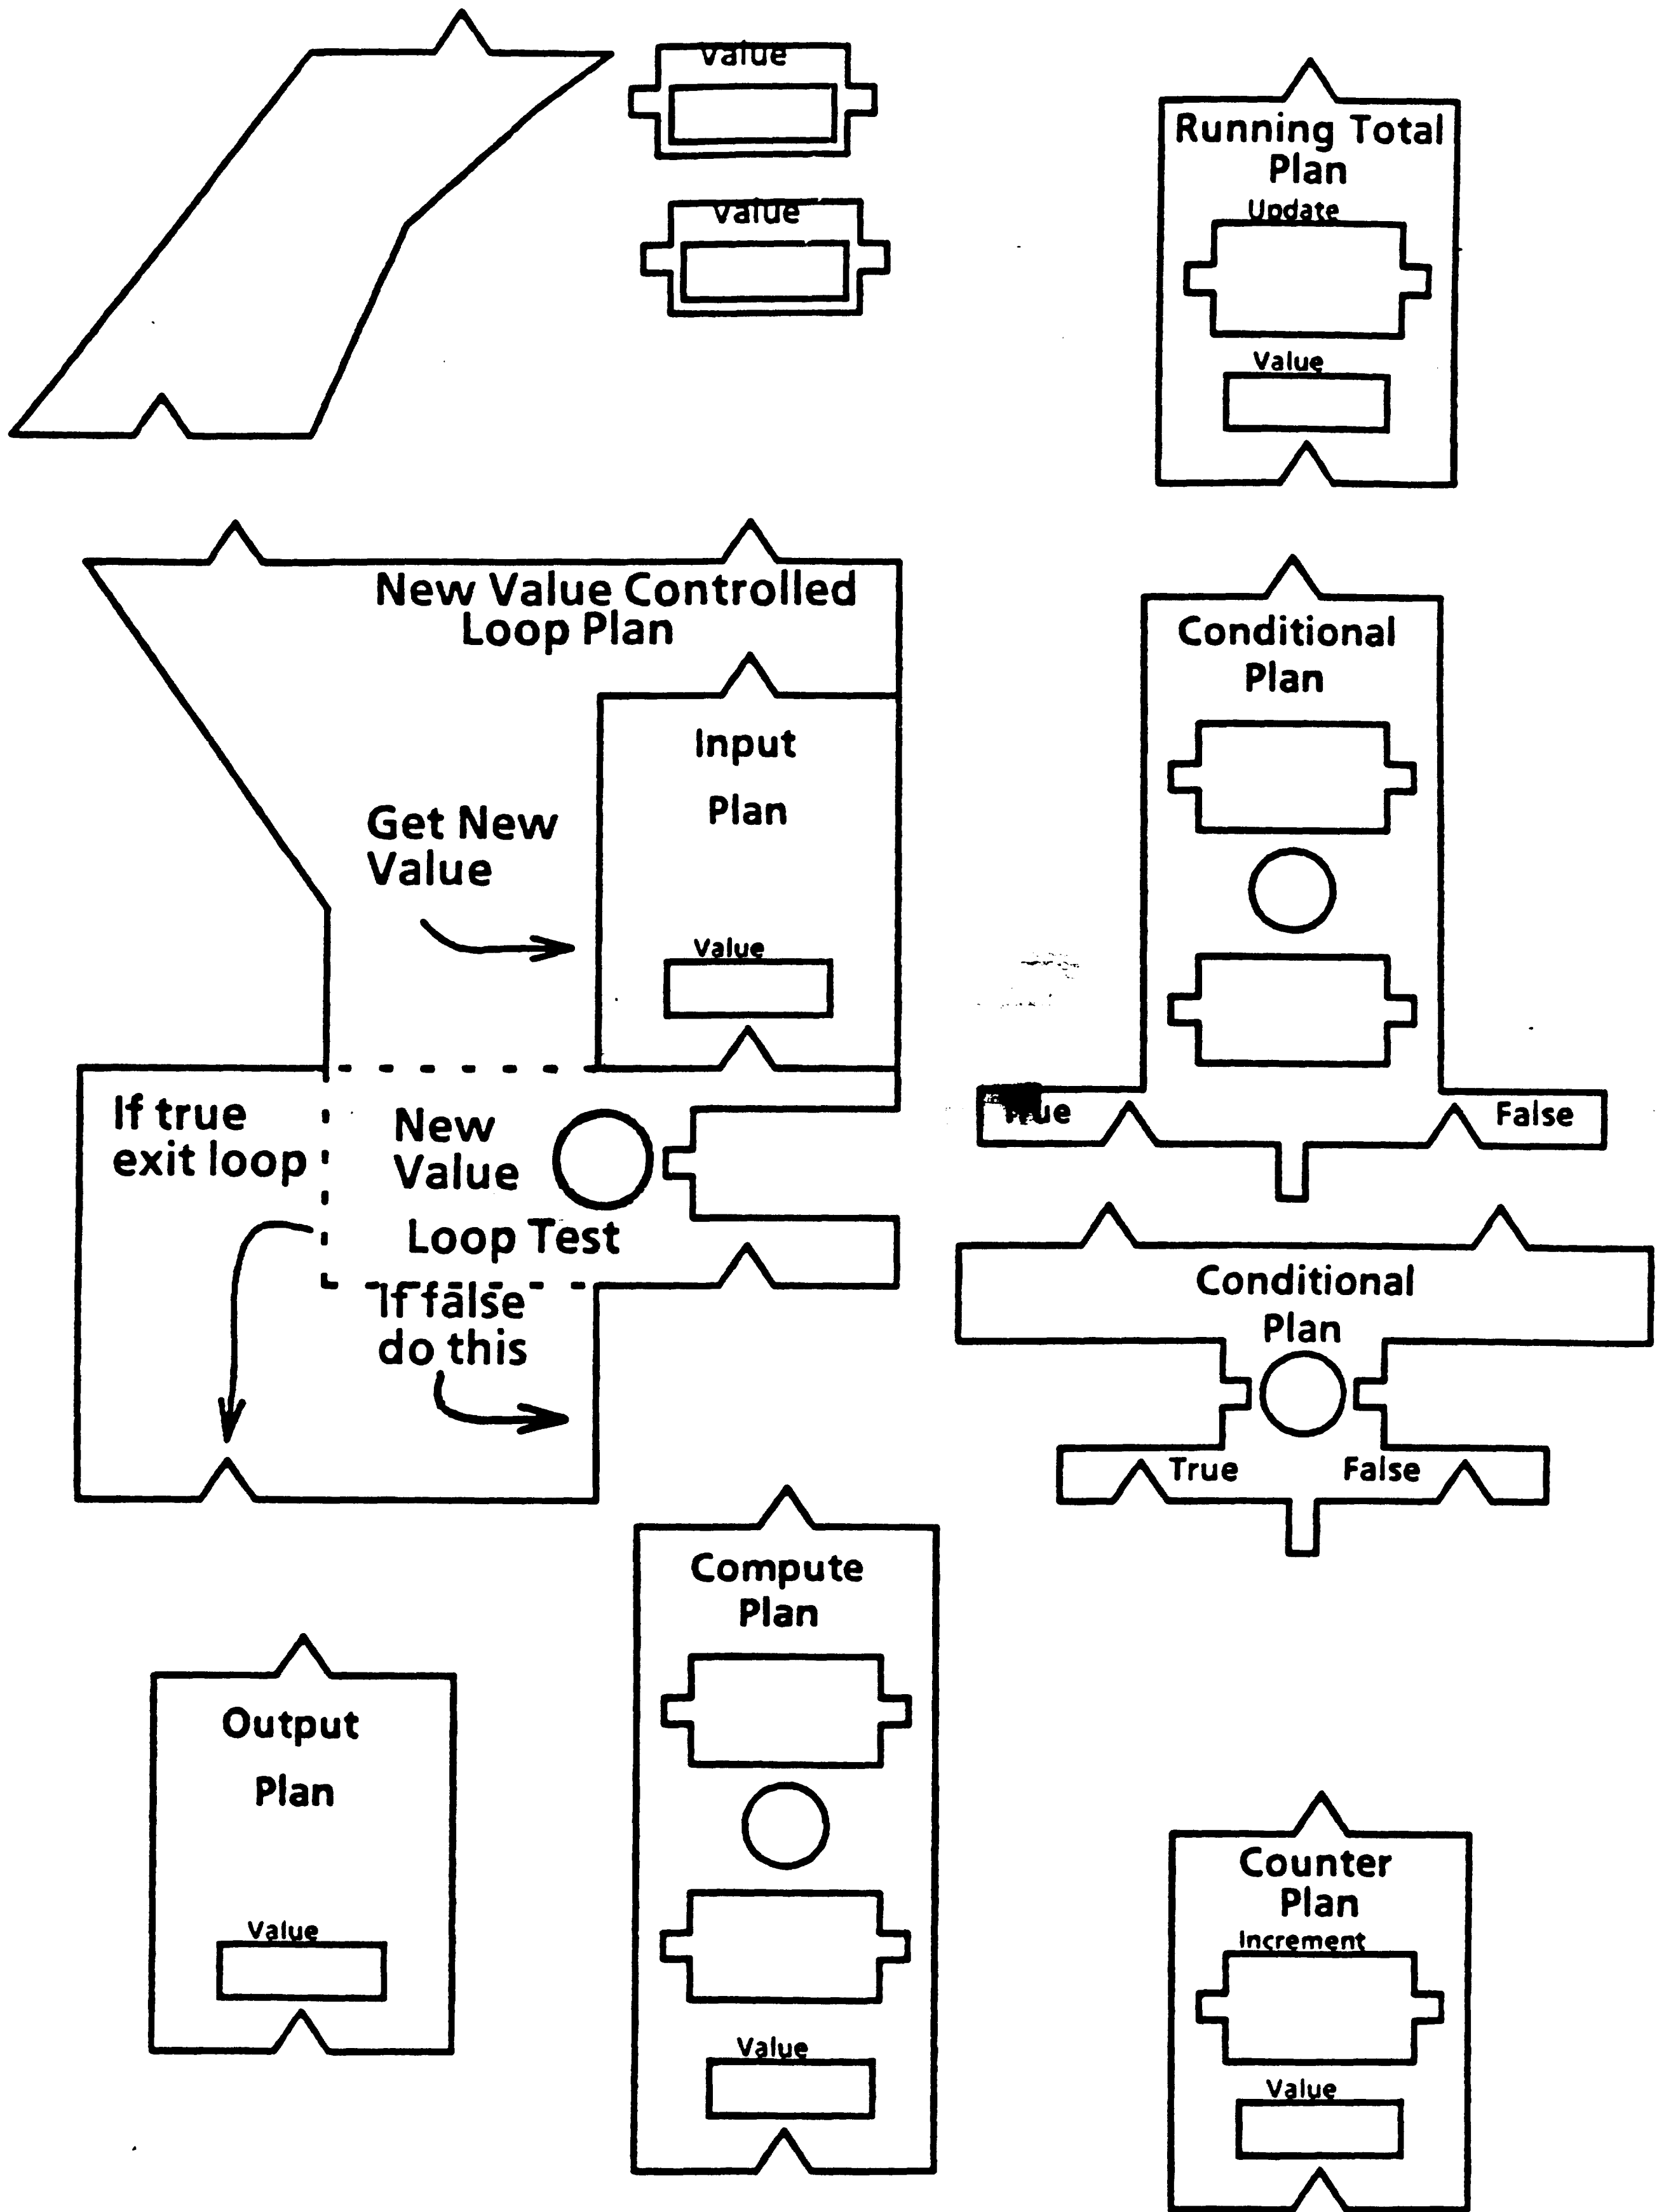 Value
Value
Running Total
Plan
Update
Value
New Value Controlled
Loop Plan
Input
Plan
Get New
Value
Value
If true
exit loop
New
Value
Loop Test
If false
do this
Conditional
Plan
True
False
Conditional
Plan
True
False
Compute
Plan
Value
Output
Plan
Value
Counter
Plan
Increment
Value